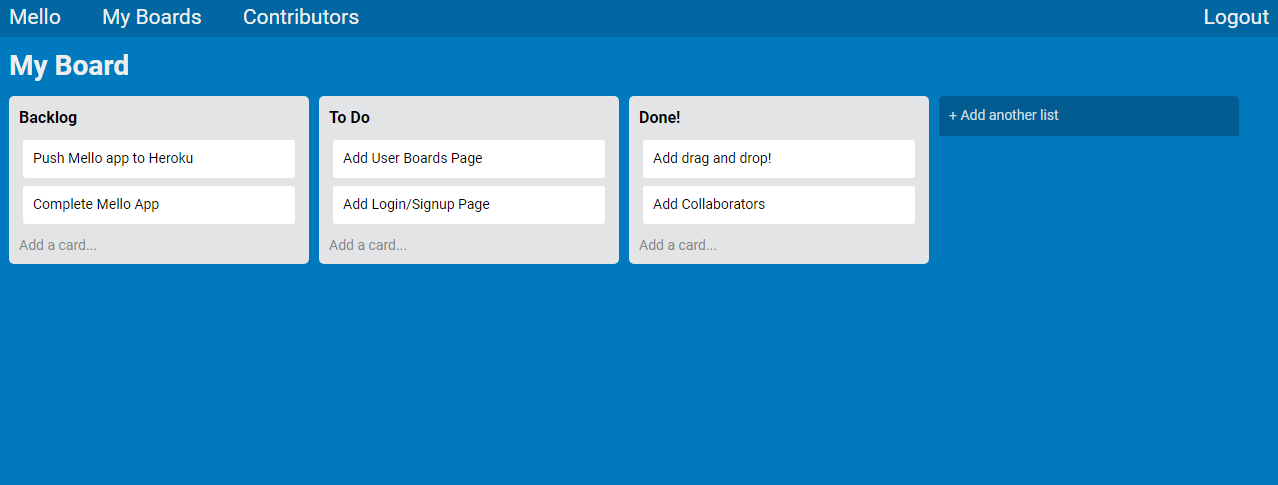 Mello My Boards Contributors Logout
My Board
Backlog
Push Mello app to Heroku
Complete Mello App
Add a card...
To Do
Add User Boards Page
Add Login/Signup Page
Add a card...
Done!
Add drag and drop!
Add Collaborators
Add a card...
+ Add another list